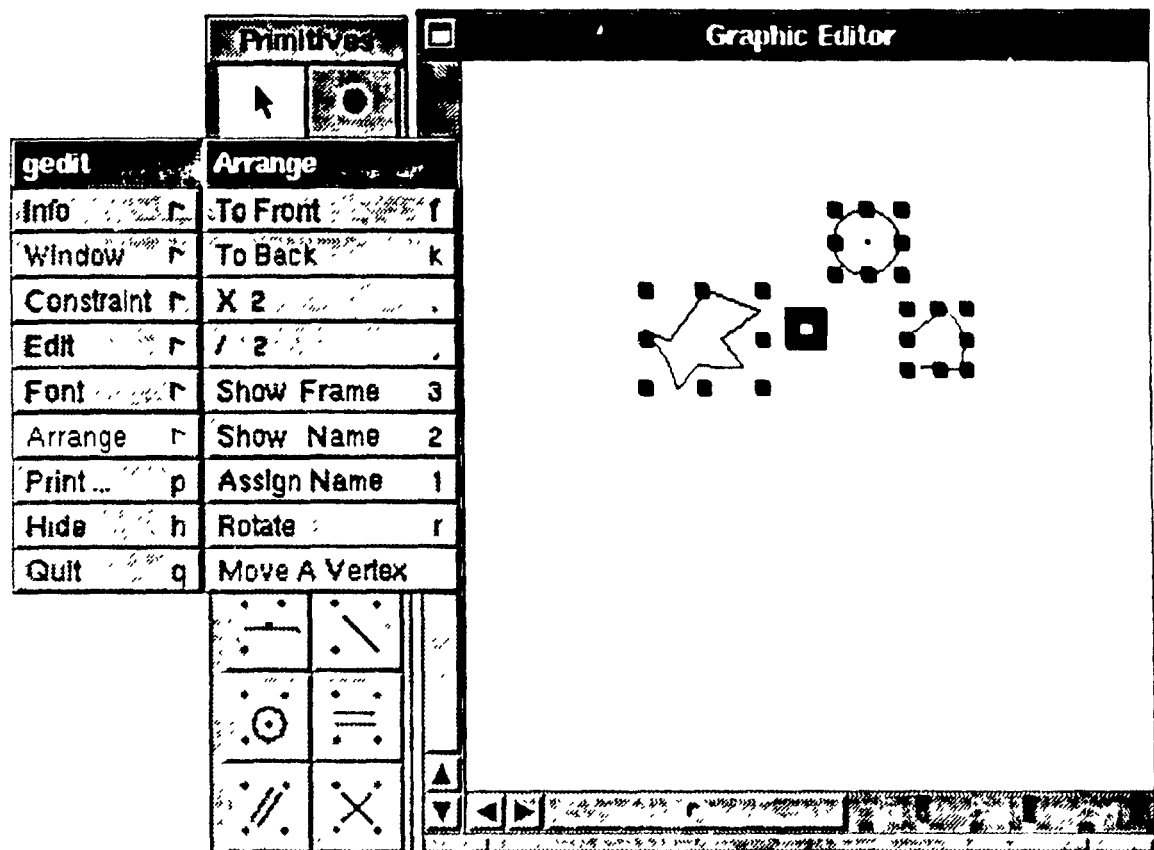 Primitives
Graphic Editor
gedit
Info
Window
Constraint
Edit
Font
Arrange
Print ... p
Hide h
Quit q
Arrange
To Front f
To Back k
X 2 .
/ 2 ,
Show Frame 3
Show Name 2
Assign Name 1
Rotate r
Move A Vertex